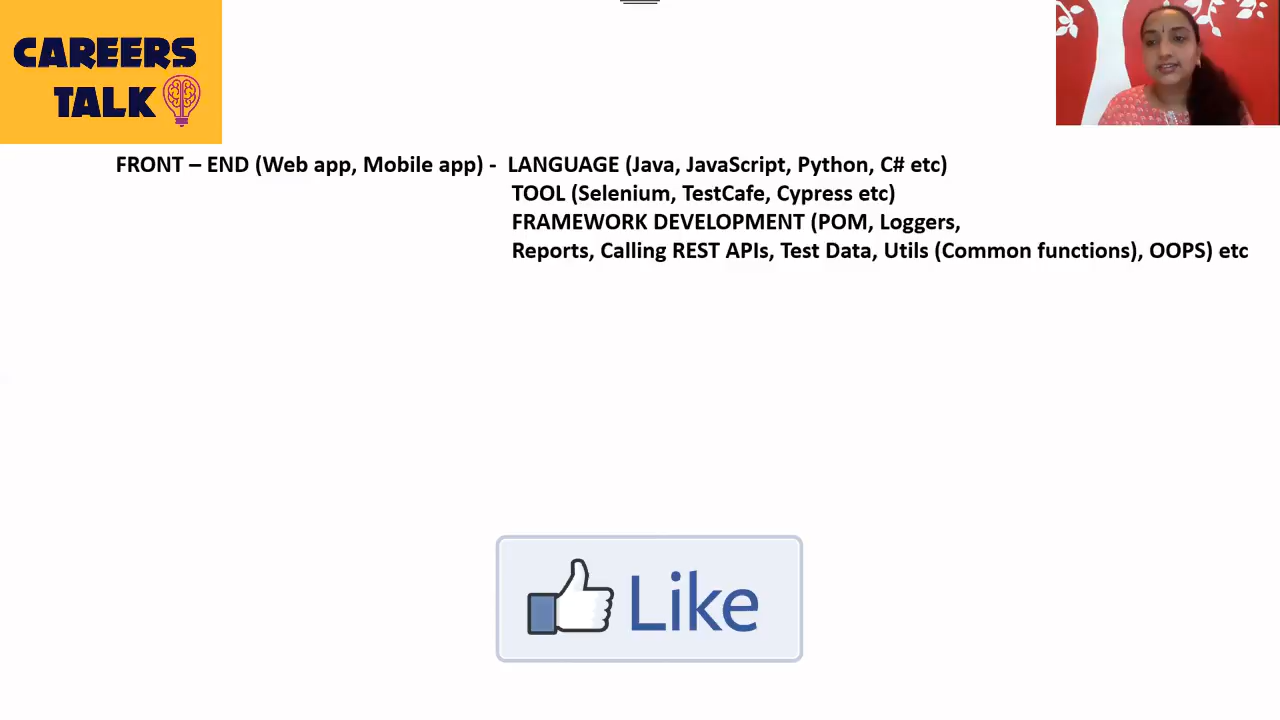 CAREERS
TALK
FRONT – END (Web app, Mobile app) - LANGUAGE (Java, JavaScript, Python, C# etc)
TOOL (Selenium, TestCafe, Cypress etc)
FRAMEWORK DEVELOPMENT (POM, Loggers,
Reports, Calling REST APIs, Test Data, Utils (Common functions), OOPS) etc
Like